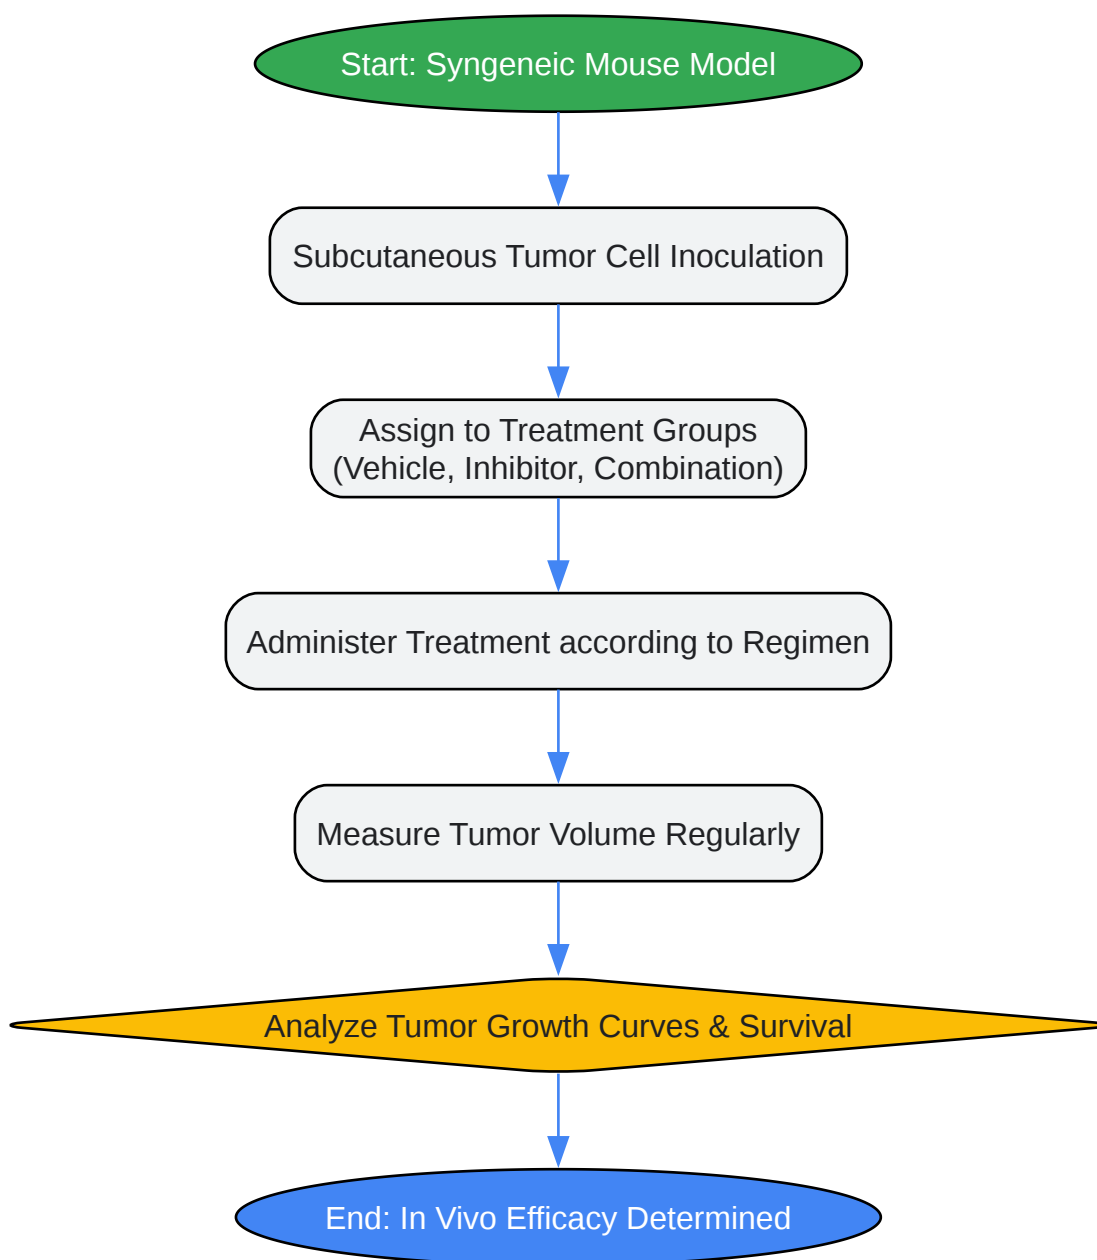 Start: Syngeneic Mouse Model
Subcutaneous Tumor Cell Inoculation
Assign to Treatment Groups
(Vehicle, Inhibitor, Combination)
Administer Treatment according to Regimen
Measure Tumor Volume Regularly
Analyze Tumor Growth Curves & Survival
End: In Vivo Efficacy Determined